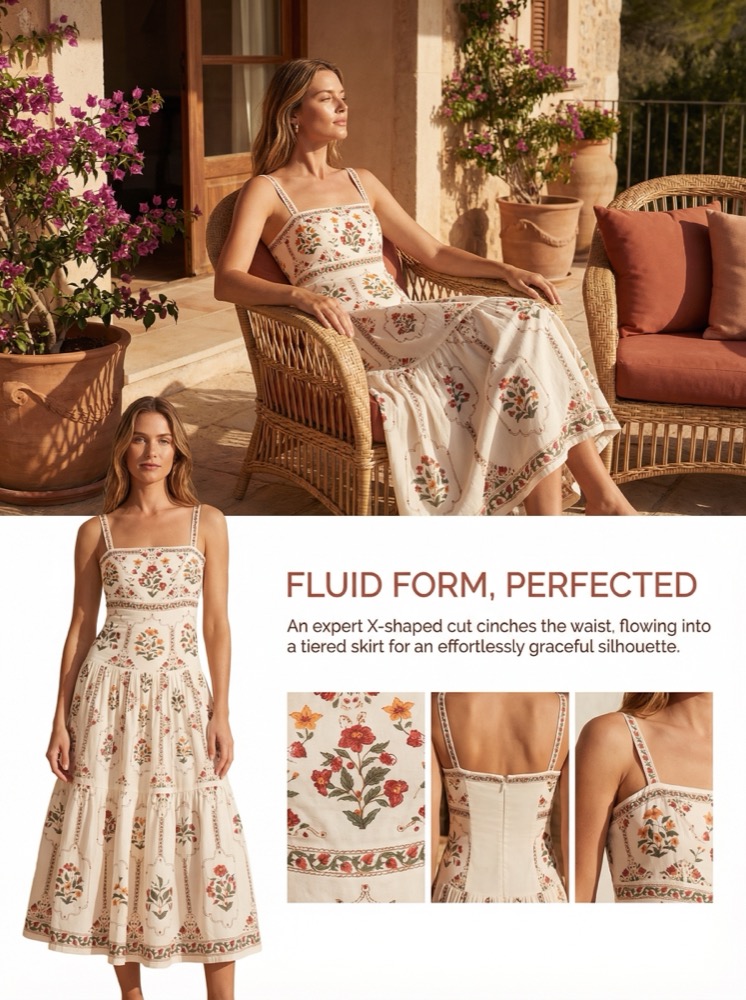 FLUID FORM, PERFECTED
An expert X-shaped cut cinches the waist, flowing into
a tiered skirt for an effortlessly graceful silhouette.